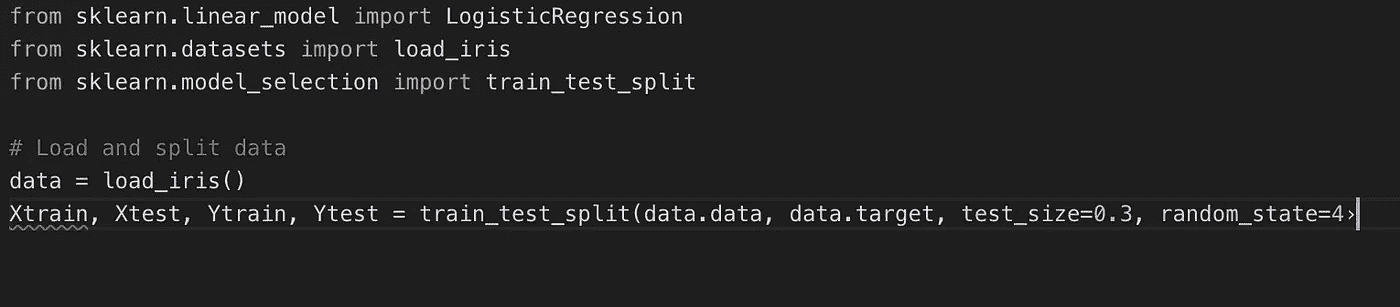 from sklearn.linear_model import LogisticRegression
from sklearn.datasets import load_iris
from sklearn.model_selection import train_test_split
# Load and split data
data = load_iris()
Xtrain, Xtest, Ytrain, Ytest = train_test_split(data.data, data.target, test_size=0.3, random_state=4›